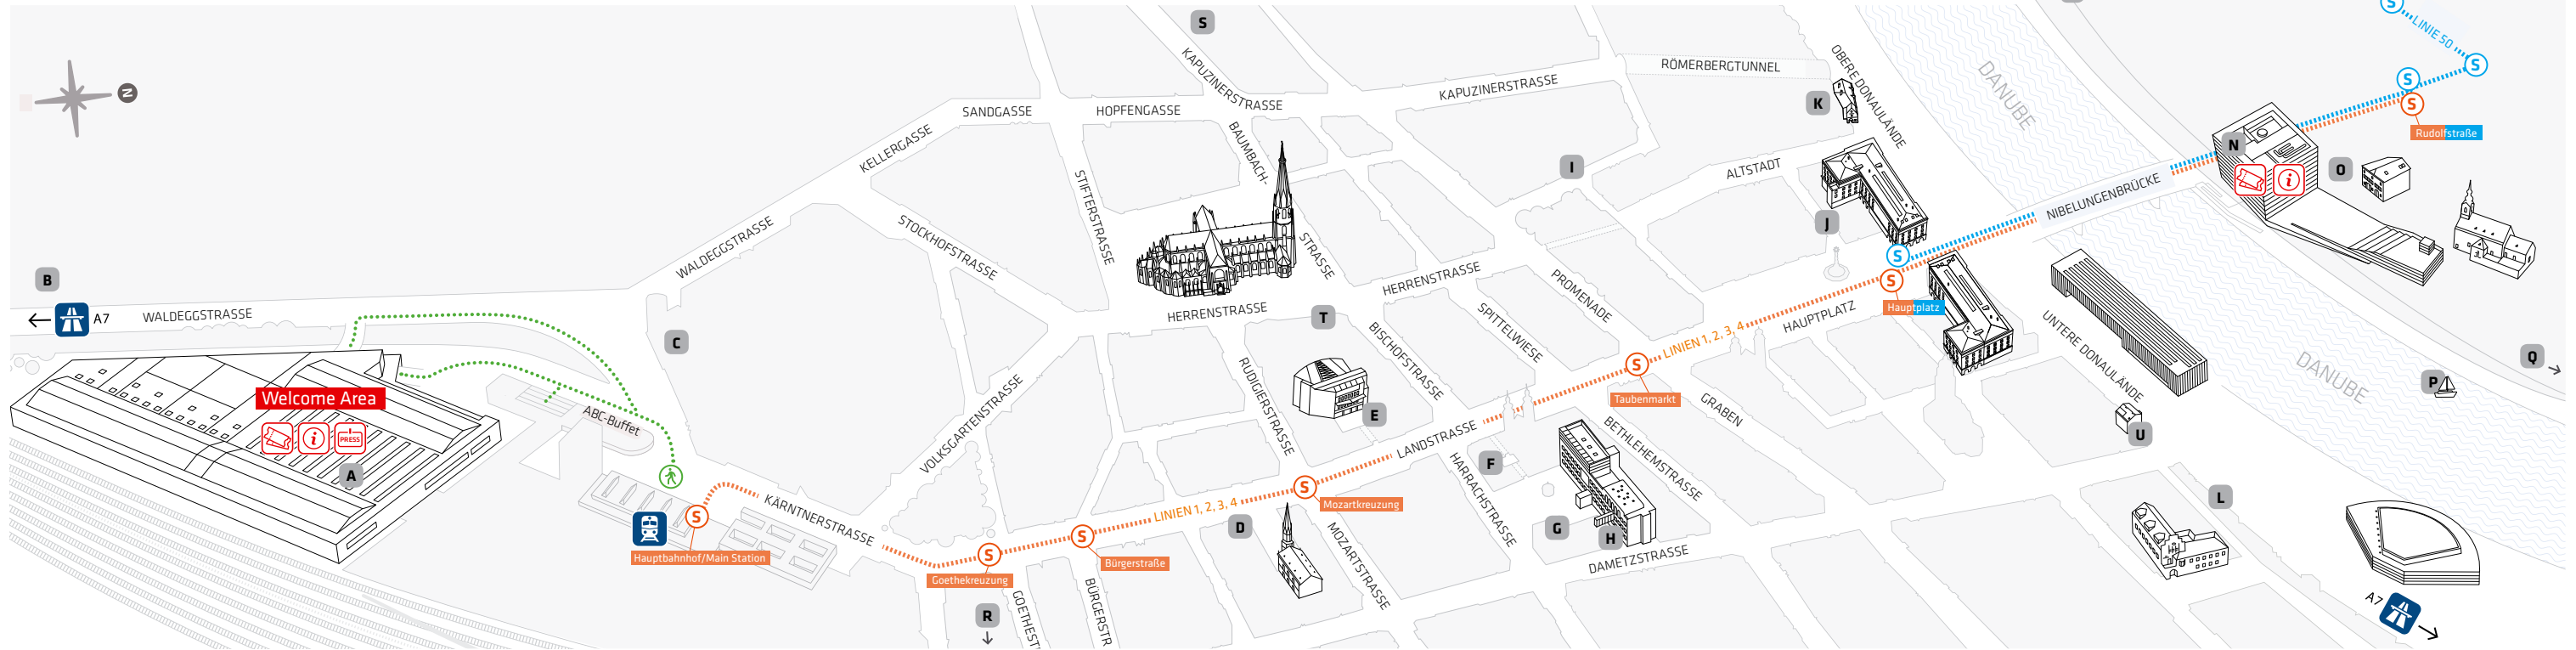 S
LINIE 50
S
S
S
Rudolfstraße
N
KAPUZINERSTRASSE
KAPUZINERSTRASSE
RÖMERBERGTUNNEL
OBERE DONAULÄNDE
DANUBE
K
SANDGASSE
HOPFENGASSE
KELLERGASSE
BAUMBACH-
STRASSE
STIFTERSTRASSE
I
ALTSTADT
J
N
i
O
NIBELUNGENBRÜCKE
WALDEGGSTRASSE
STOCKHOFSTRASSE
S
S
Hauptplatz
B
A7
WALDEGGSTRASSE
C
HERRENSTRASSE
HERRENSTRASSE
T
SPITTELWIESE
PROMENADE
BISCHOFSTRASSE
HAUPTPLATZ
LINIEN 1, 2, 3, 4
UNTERE DONAULÄNDE
DANUBE
Q
P
S
Taubenmarkt
GRABEN
RUDIGIERSTRASSE
E
U
Welcome Area
i
PRESS
A
ABC-Buffet
VOLKSGARTENSTRASSE
LANDSTRASSE
BETHLEHEMSTRASSE
F
HARRACHSTRASSE
G
H
DAMETZSTRASSE
L
S
Hauptbahnhof/Main Station
KÄRNTNERSTRASSE
S
Goethekreuzung
S
Bürgerstraße
LINIEN 1, 2, 3, 4
S
Mozartkreuzung
D
MOZARTSTRASSE
R
GOETHEST
BÜRGERSTR
A7